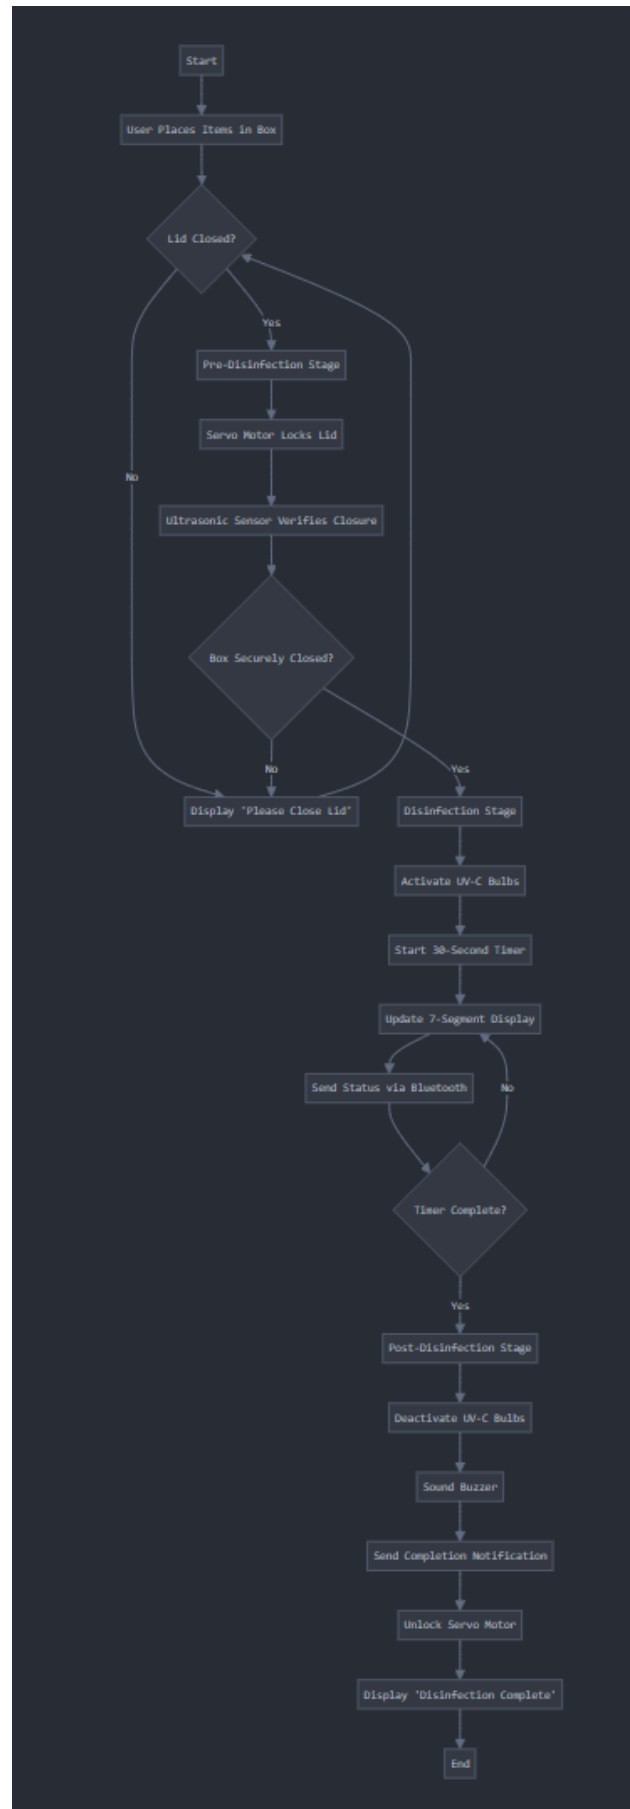 Start
User Places Items in Box
Lid Closed?
Yes
Pre-Disinfection Stage
Servo Motor Locks Lid
No
Ultrasonic Sensor Verifies Closure
Box Securely Closed?
No
Yes
Display 'Please Close Lid'
Disinfection Stage
Activate UV-C Bulbs
Start 30-Second Timer
Update 7-Segment Display
Send Status via Bluetooth
No
Timer Complete?
Yes
Post-Disinfection Stage
Deactivate UV-C Bulbs
Sound Buzzer
Send Completion Notification
Unlock Servo Motor
Display 'Disinfection Complete'
End